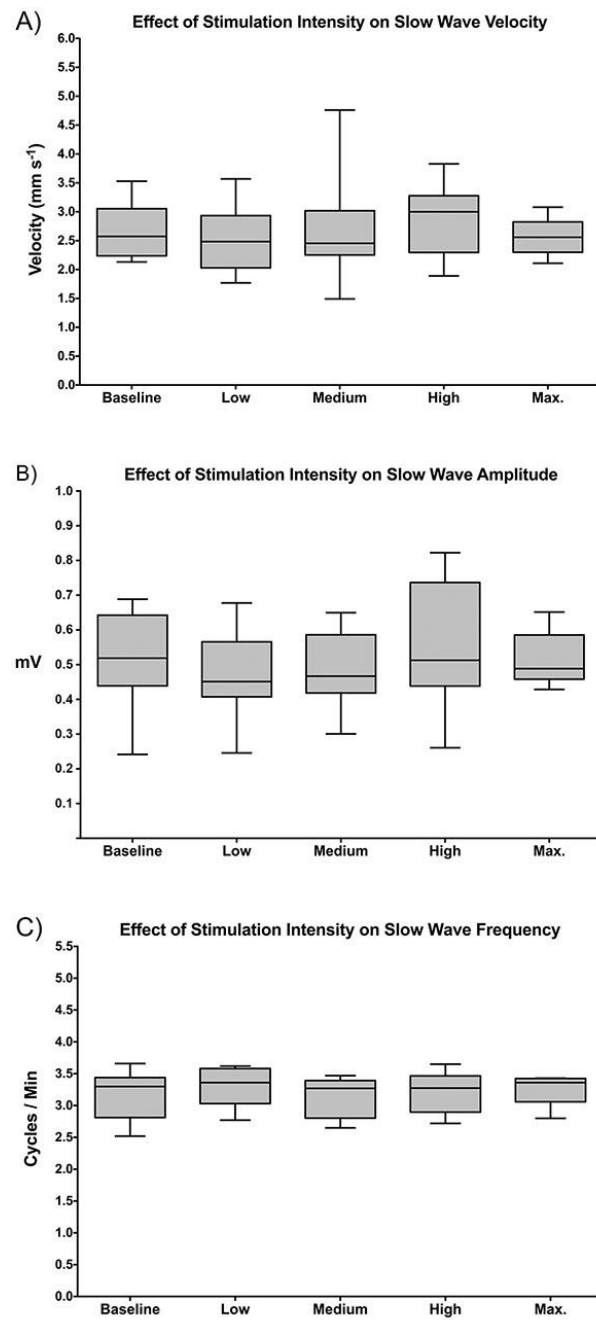 A)
Effect of Stimulation Intensity on Slow Wave Velocity
6.0
5.5
5.0
4.5
4.0
3.5
3.0
2.5
2.0
1.5
1.0
0.5
0.0
Velocity (mm s⁻¹)
Baseline Low Medium High Max.
B)
Effect of Stimulation Intensity on Slow Wave Amplitude
1.0
0.9
0.8
0.7
0.6
0.5
0.4
0.3
0.2
0.1
mV
Baseline Low Medium High Max.
C)
Effect of Stimulation Intensity on Slow Wave Frequency
5.5
5.0
4.5
4.0
3.5
3.0
2.5
2.0
1.5
1.0
0.5
0.0
Cycles / Min
Baseline Low Medium High Max.